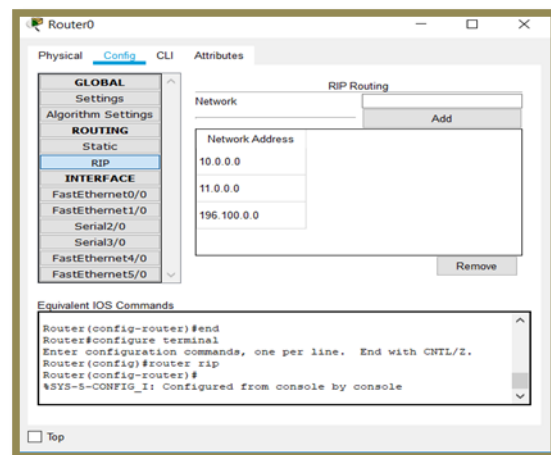 Router0
Physical Config CLI Attributes
GLOBAL
Settings
Algorithm Settings
ROUTING
Static
RIP
INTERFACE
FastEthernet0/0
FastEthernet1/0
Serial2/0
Serial3/0
FastEthernet4/0
FastEthernet5/0
RIP Routing
Network
Add
Network Address
10.0.0.0
11.0.0.0
196.100.0.0
Remove
Equivalent IOS Commands
Router(config-router)#end
Router#configure terminal
Enter configuration commands, one per line. End with CNTL/Z.
Router(config)#router rip
Router(config-router)#
%SYS-5-CONFIG_I: Configured from console by console
Top